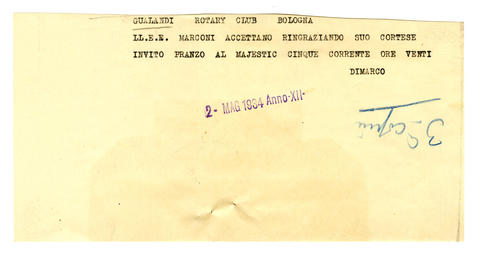 GUALANDI ROTARY CLUB BOLOGNA
LL.E.E. MARCONI ACCETTANO RINGRAZIANDO SUO CORTESE
INVITO PRANZO AL MAJESTIC CINQUE CORRENTE ORE VENTI
DIMARCO
2- MAG 1934 Anno-XII-